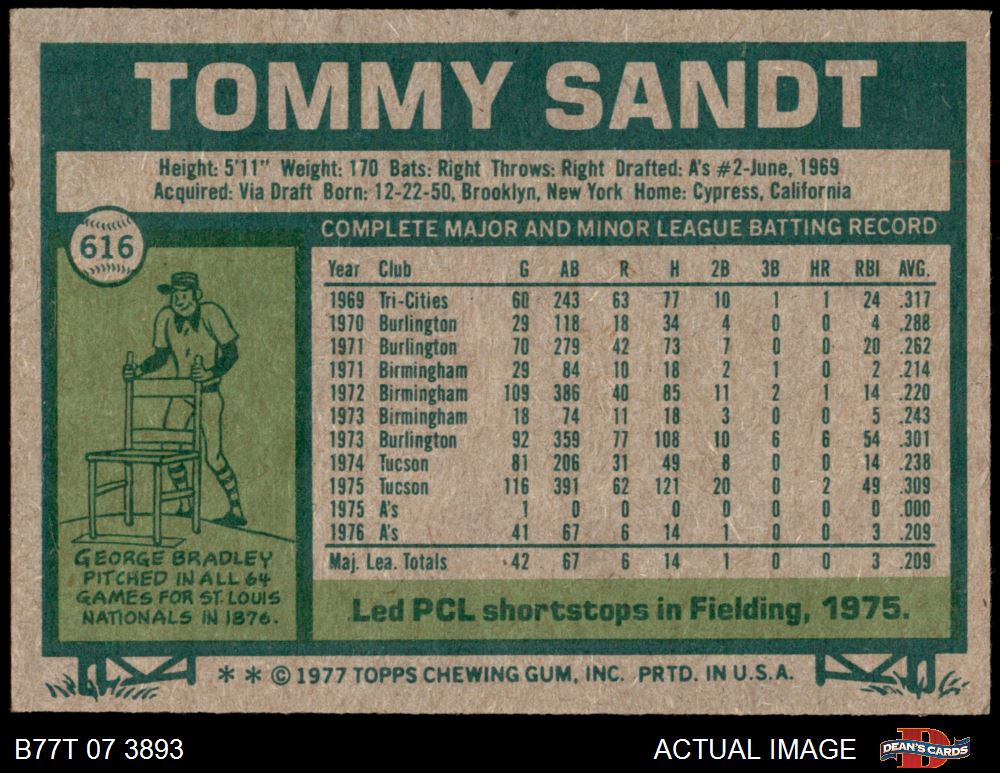 TOMMY SANDT
Height: 5'11" Weight: 170 Bats: Right Throws: Right Drafted: A's #2-June, 1969
Acquired: Via Draft Born: 12-22-50, Brooklyn, New York Home: Cypress, California
616
COMPLETE MAJOR AND MINOR LEAGUE BATTING RECORD
Year Club G AB R H 2B 3B HR RBI AVG.
1969 Tri-Cities 60 243 63 77 10 1 1 24 .317
1970 Burlington 29 118 18 34 4 0 0 4 .288
1971 Burlington 70 279 42 73 7 0 0 20 .262
1971 Birmingham 29 84 10 18 2 1 0 2 .214
1972 Birmingham 109 386 40 85 11 2 1 14 .220
1973 Birmingham 18 74 11 18 3 0 0 5 .243
1973 Burlington 92 359 77 108 10 6 6 54 .301
1974 Tucson 81 206 31 49 8 0 0 14 .238
1975 Tucson 116 391 62 121 20 0 2 49 .309
1975 A's 1 0 0 0 0 0 0 0 .000
1976 A's 41 67 6 14 1 0 0 3 .209
Maj. Lea. Totals 42 67 6 14 1 0 0 3 .209
GEORGE BRADLEY
PITCHED IN ALL 64
GAMES FOR ST. LOUIS
NATIONALS IN 1876.
Led PCL shortstops in Fielding, 1975.
* * © 1977 TOPPS CHEWING GUM, INC. PRTD. IN U.S.A.
B77T 07 3893
ACTUAL IMAGE
DEAN'S CARDS